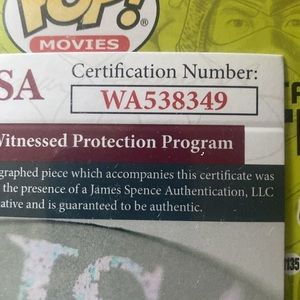 POP!
MOVIES
SA
Certification Number:
WA538349
Witnessed Protection Program
graphed piece which accompanies this certificate was
the presence of a James Spence Authentication, LLC
ative and is guaranteed to be authentic.